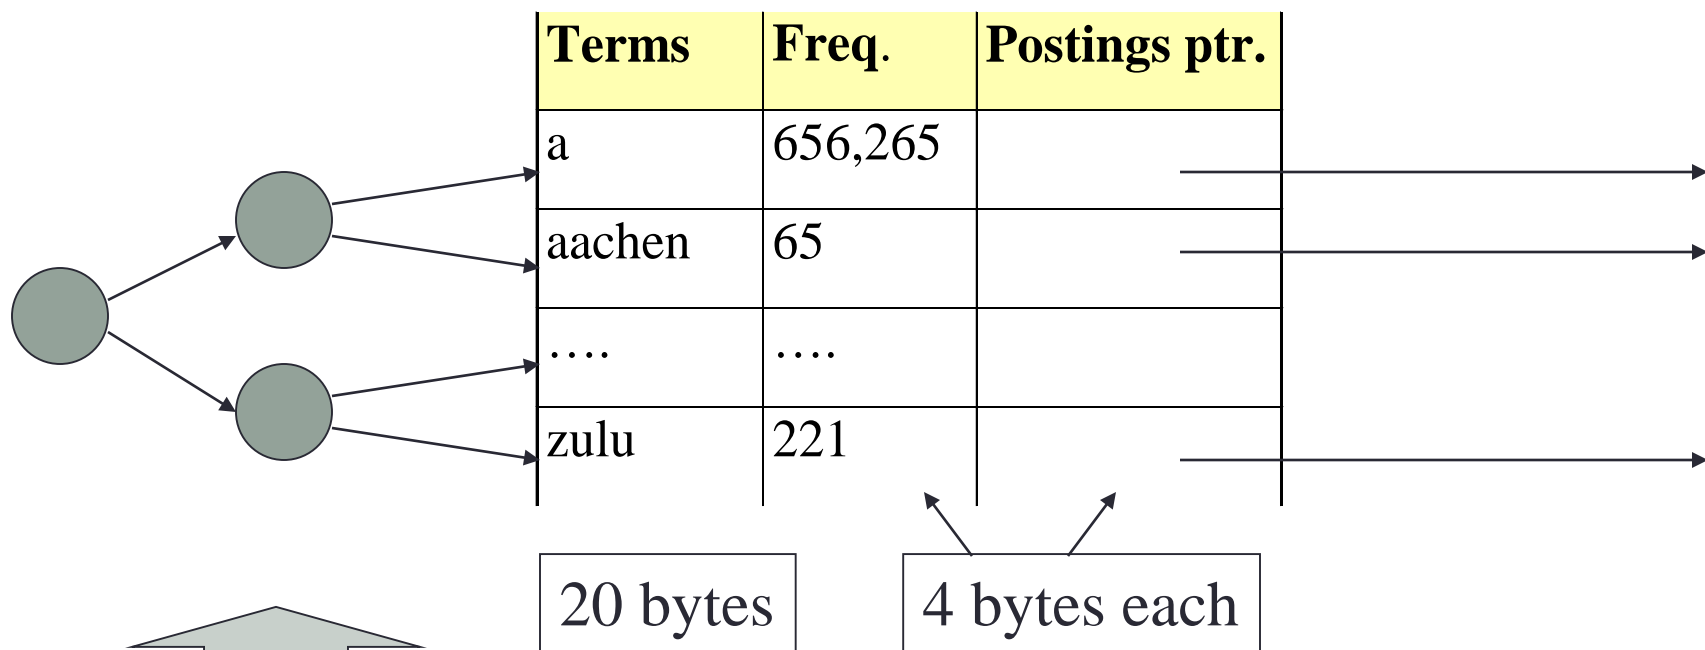 Terms Freq. Postings ptr.
a 656,265
aachen 65
…. ….
zulu 221
20 bytes 4 bytes each